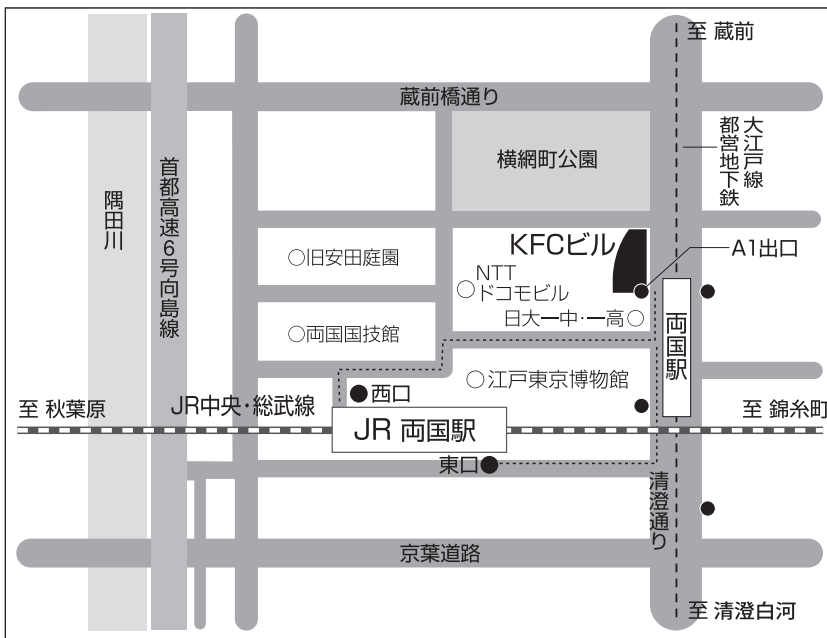 至 蔵前
蔵前橋通り
大江戸線
都営地下鉄
横網町公園
隅田川
首都高速6号向島線
KFCビル
A1出口
○旧安田庭園
NTT
○ドコモビル
日大一中·一高○
○両国国技館
両国駅
○江戸東京博物館
●西口
至 秋葉原
JR中央·総武線
至 錦糸町
JR 両国駅
東口●
清澄通り
京葉道路
至 清澄白河